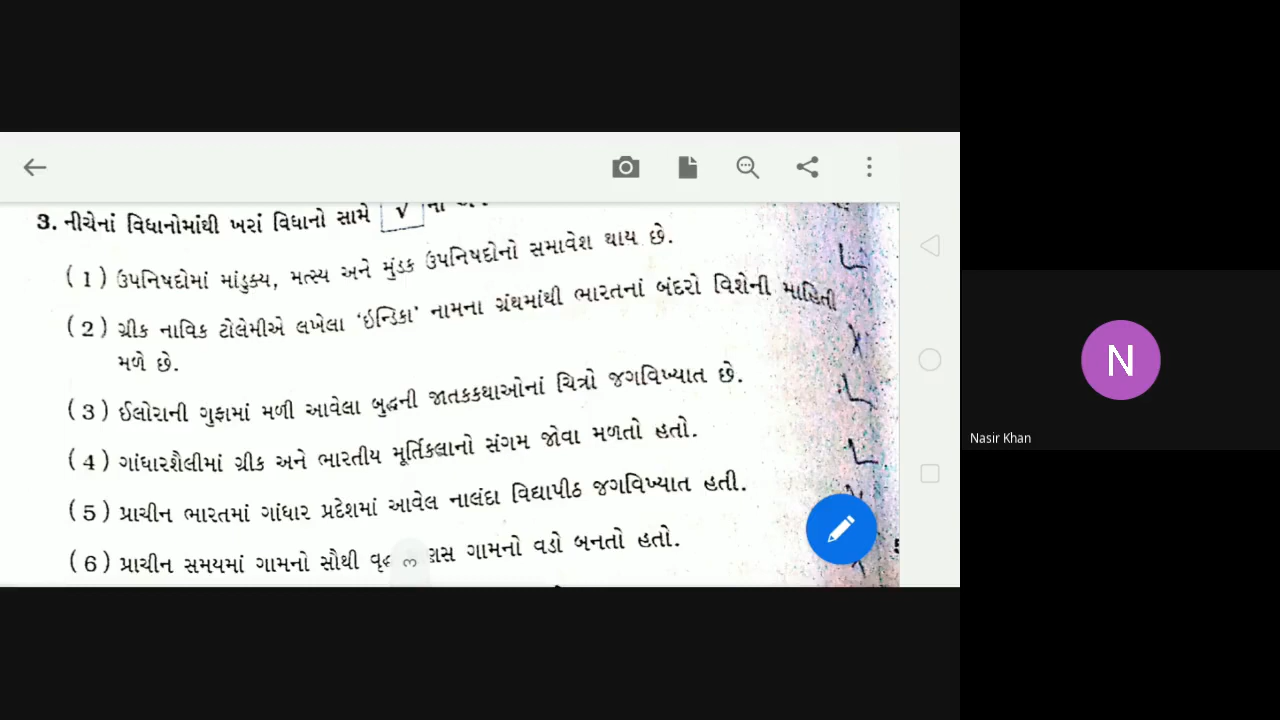 3. નીચેનાં વિધાનોમાંથી ખરાં વિધાનો સામે √
(1) ઉપનિષદોમાં માંડુક્ય, મત્સ્ય અને મુંડક ઉપનિષદોનો સમાવેશ થાય છે.
(2) ગ્રીક નાવિક ટોલેમીએ લખેલા ‘ઇન્ડિકા’ નામના ગ્રંથમાંથી ભારતનાં બંદરો વિશેની માહિતી
મળે છે.
(3) ઈલોરાની ગુફામાં મળી આવેલા બુદ્ધની જાતકકથાઓનાં ચિત્રો જગવિખ્યાત છે.
(4) ગાંધારશૈલીમાં ગ્રીક અને ભારતીય મૂર્તિકલાનો સંગમ જોવા મળતો હતો.
(5) પ્રાચીન ભારતમાં ગાંધાર પ્રદેશમાં આવેલ નાલંદા વિદ્યાપીઠ જગવિખ્યાત હતી.
(6) પ્રાચીન સમયમાં ગામનો સૌથી ગામનો વડો બનતો હતો.
N
Nasir Khan